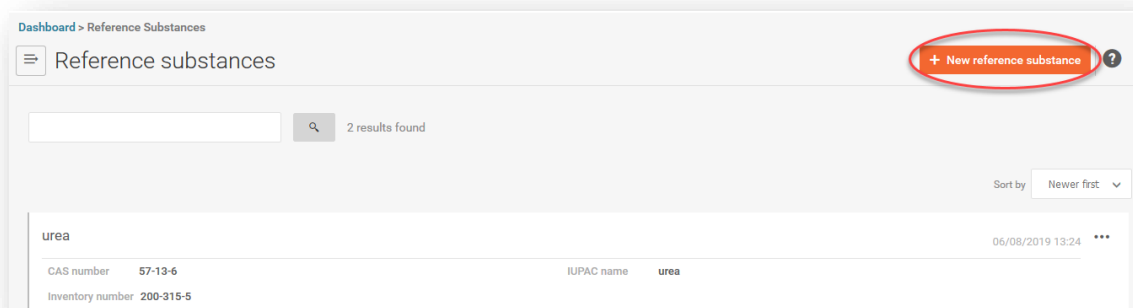 Dashboard > Reference Substances
Reference substances
+ New reference substance ?
2 results found
Sort by Newer first
urea
06/08/2019 13:24
CAS number 57-13-6
IUPAC name urea
Inventory number 200-315-5